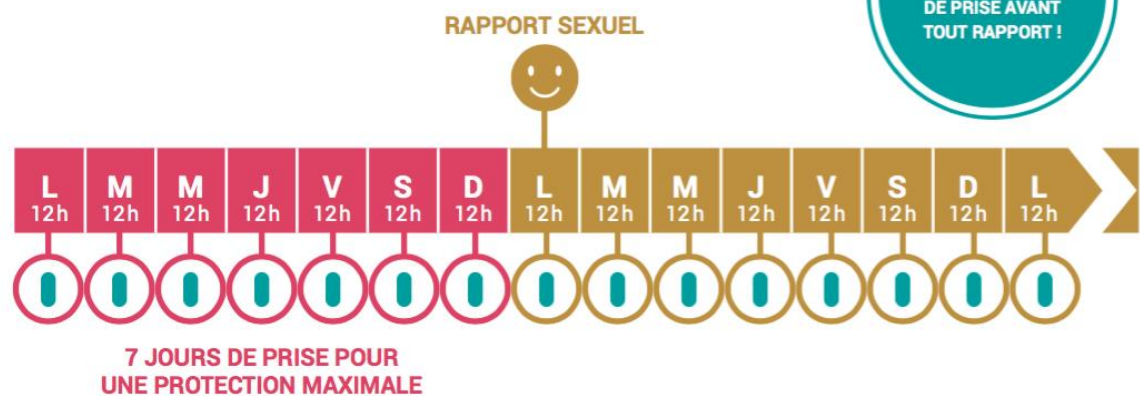 DE PRISE AVANT
TOUT RAPPORT !
RAPPORT SEXUEL
L M M J V S D L M M J V S D L
12h 12h 12h 12h 12h 12h 12h 12h 12h 12h 12h 12h 12h 12h 12h
7 JOURS DE PRISE POUR
UNE PROTECTION MAXIMALE